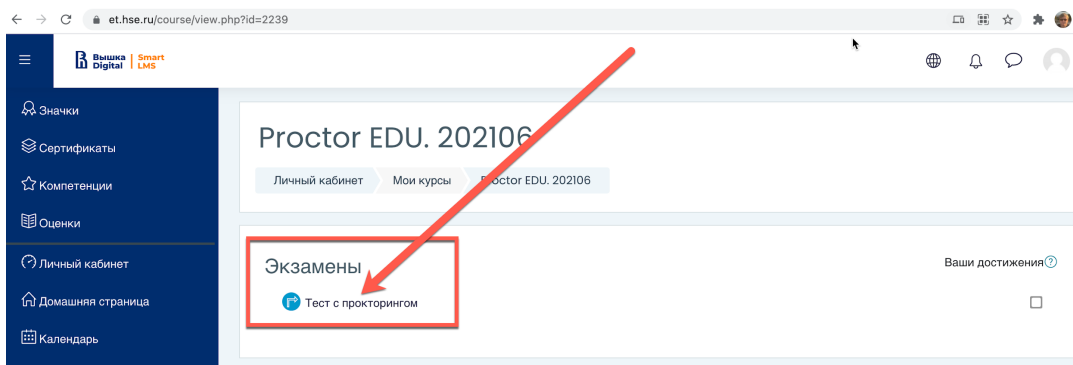 et.hse.ru/course/view.php?id=2239
Вышка Digital | Smart LMS
Значки
Сертификаты
Компетенции
Оценки
Личный кабинет
Домашняя страница
Календарь
Proctor EDU. 202106
Личный кабинет Мои курсы Proctor EDU. 202106
Экзамены
Ваши достижения
Тест с прокторингом